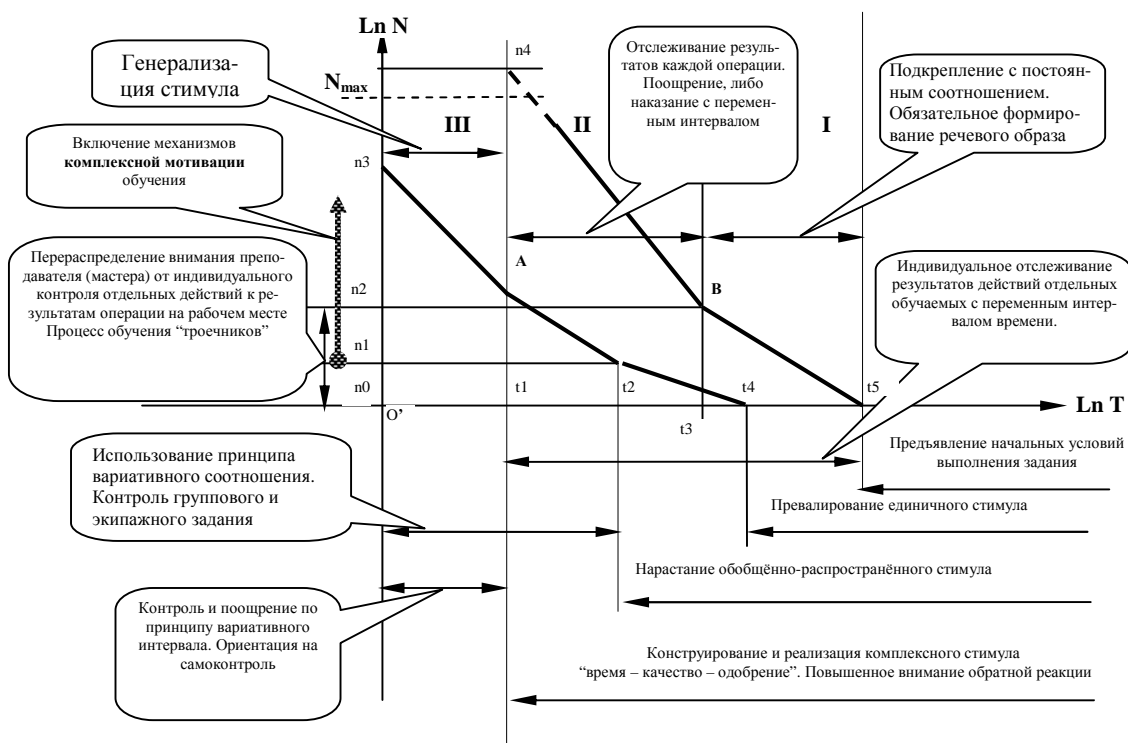 Ln N
n4
Генерализа-
ция стимула
Отслеживание резуль-
татов каждой операции.
Поощрение, либо
наказание с перемен-
ным интервалом
Подкрепление с постоян-
ным соотношением.
Обязательное формиро-
вание речевого образа
Nmax
III
II
I
Включение механизмов
комплексной мотивации
обучения
n3
Перераспределение внимания препо-
давателя (мастера) от индивидуального
контроля отдельных действий к ре-
зультатам операции на рабочем месте
Процесс обучения “троечников”
A
Индивидуальное отслеживание
результатов действий отдельных
обучаемых с переменным интер-
валом времени.
n2
B
n1
n0
t1
t2
t4
t5
O’
t3
Ln T
Использование принципа
вариативного соотношения.
Контроль группового и
экипажного задания
Предъявление начальных условий
выполнения задания
Превалирование единичного стимула
Нарастание обобщённо-распространённого стимула
Контроль и поощрение по
принципу вариативного
интервала. Ориентация на
самоконтроль
Конструирование и реализация комплексного стимула
“время – качество – одобрение”. Повышенное внимание обратной реакции